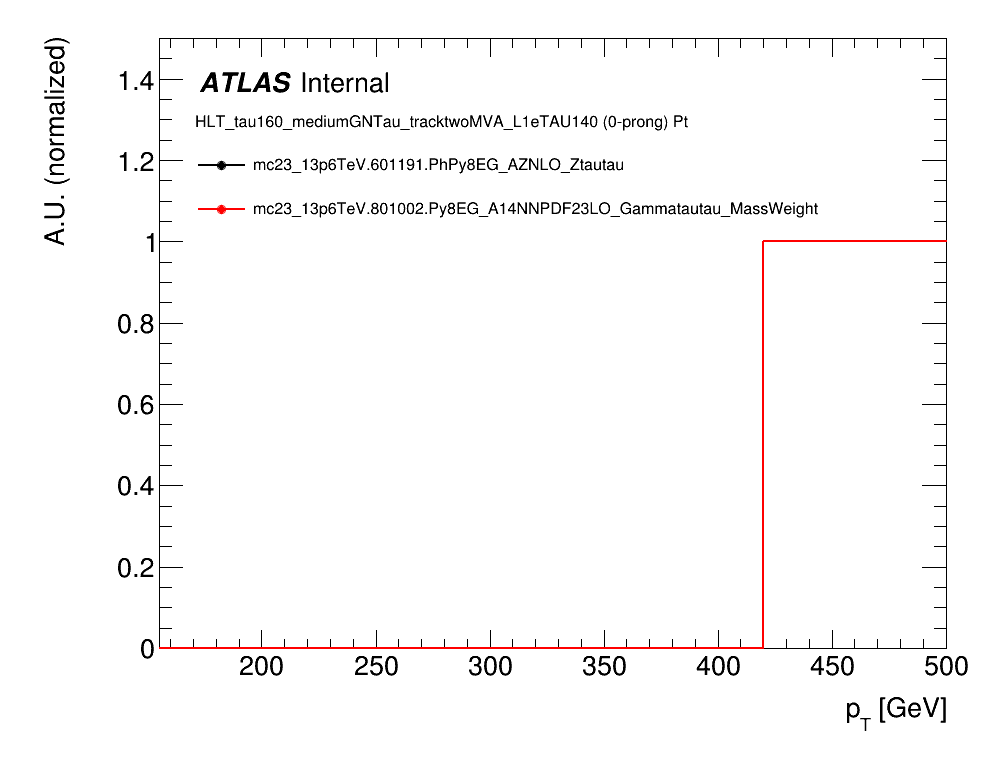 A.U. (normalized)
ATLAS Internal
HLT_tau160_mediumGNTau_tracktwoMVA_L1eTAU140 (0-prong) Pt
mc23_13p6TeV.601191.PhPy8EG_AZNLO_Ztautau
mc23_13p6TeV.801002.Py8EG_A14NNPDF23LO_Gammatautau_MassWeight
1.4
1.2
1
0.8
0.6
0.4
0.2
0
200 250 300 350 400 450 500
pT [GeV]